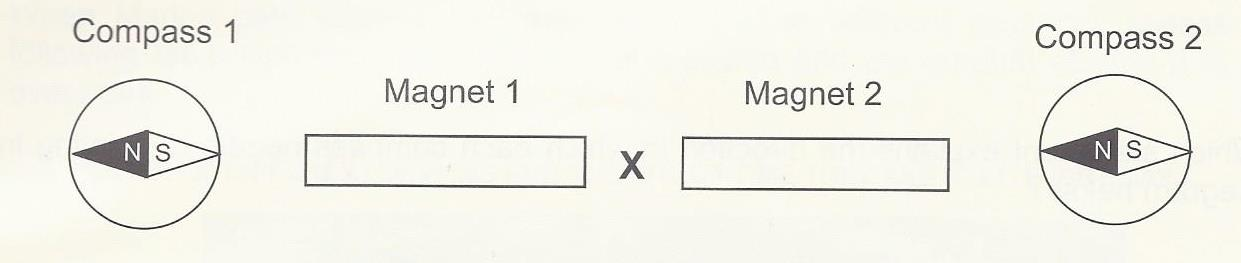 Compass 1
Compass 2
Magnet 1
Magnet 2
N S
X
N S